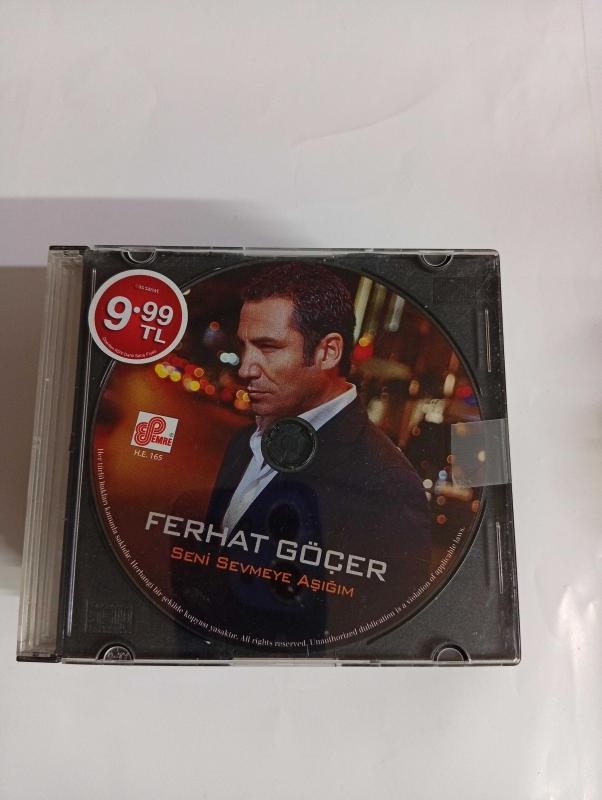 9.99
TL
EMRE
H.E. 165
FERHAT GÖÇER
SENİ SEVMEYE AŞIĞIM
Her türlü hakları kanunla saklıdır. Herhangi bir şekilde kopyası yasaktır. All rights reserved. Unauthorized dublication is a violation of applicable laws.